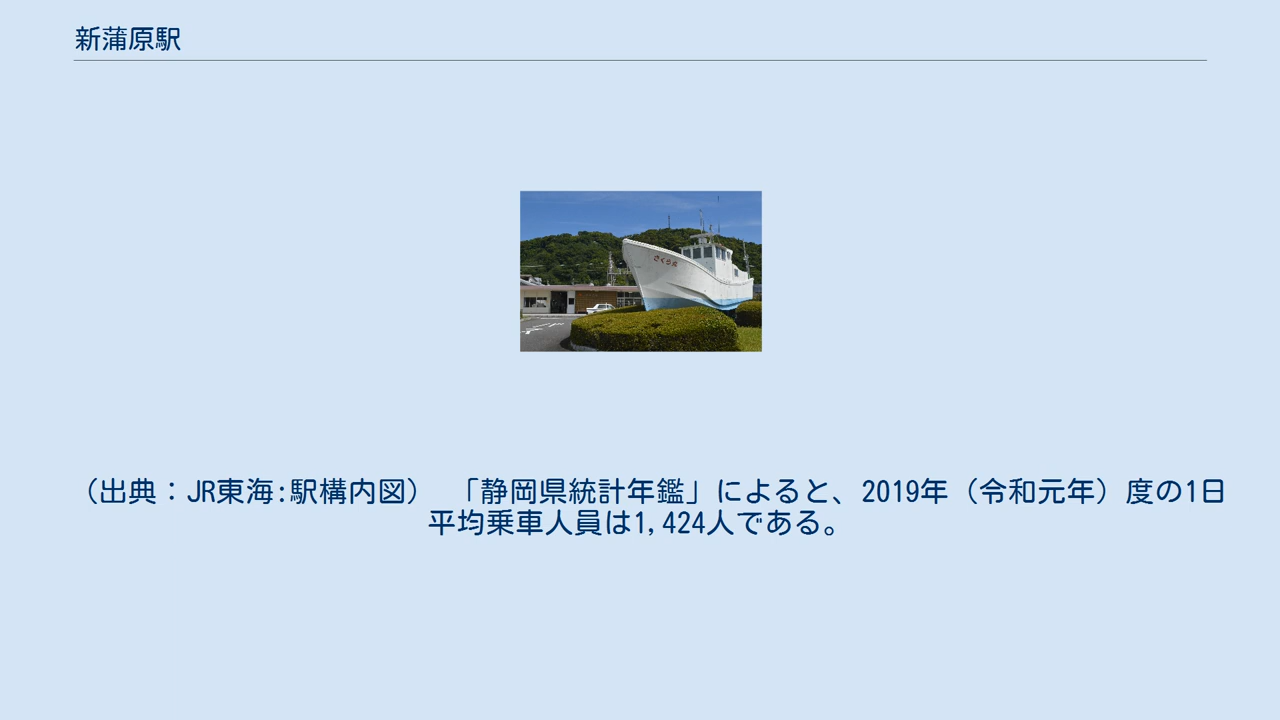 新蒲原駅
（出典：JR東海:駅構内図）　「静岡県統計年鑑」によると、2019年（令和元年）度の1日
平均乗車人員は1,424人である。